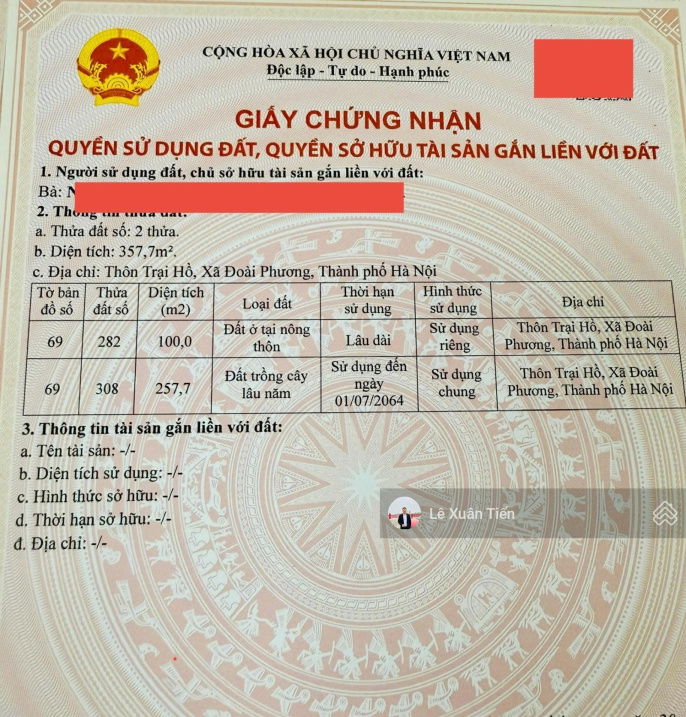 CỘNG HÒA XÃ HỘI CHỦ NGHĨA VIỆT NAM
Độc lập - Tự do - Hạnh phúc
GIẤY CHỨNG NHẬN
QUYỀN SỬ DỤNG ĐẤT, QUYỀN SỞ HỮU TÀI SẢN GẮN LIỀN VỚI ĐẤT
1. Người sử dụng đất, chủ sở hữu tài sản gắn liền với đất:
Bà:
2. Thông tin thửa đất:
a. Thửa đất số: 2 thửa.
b. Diện tích: 357,7m².
c. Địa chỉ: Thôn Trại Hồ, Xã Đoài Phương, Thành phố Hà Nội
Tờ bản đồ số Thửa đất số Diện tích (m2) Loại đất Thời hạn sử dụng Hình thức sử dụng Địa chỉ
69 282 100,0 Đất ở tại nông thôn Lâu dài Sử dụng riêng Thôn Trại Hồ, Xã Đoài Phương, Thành phố Hà Nội
69 308 257,7 Đất trồng cây lâu năm Sử dụng đến ngày 01/07/2064 Sử dụng chung Thôn Trại Hồ, Xã Đoài Phương, Thành phố Hà Nội
3. Thông tin tài sản gắn liền với đất:
a. Tên tài sản: -/-
b. Diện tích sử dụng: -/-
c. Hình thức sở hữu: -/-
d. Thời hạn sở hữu: -/-
đ. Địa chỉ: -/-
Lê Xuân Tiến